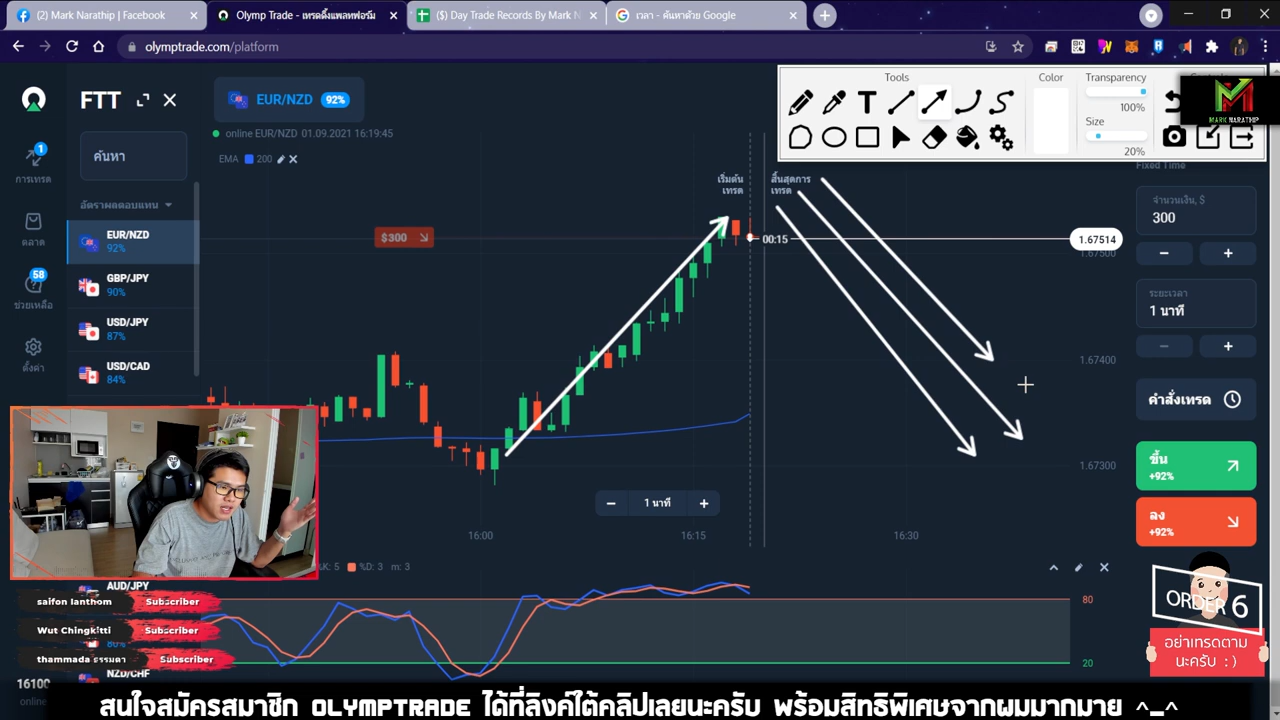 (2) Mark Narathip | Facebook
Olymp Trade - เทรดดิ้งแพลทฟอร์ม
($) Day Trade Records By Mark N
เวลา - ค้นหาด้วย Google
olymptrade.com/platform
Tools
Color
Transparency
100%
Size
20%
MARK NARATHIP
FTT
EUR/NZD 92%
online EUR/NZD 01.09.2021 16:19:45
EMA 200
ค้นหา
อัตราผลตอบแทน
1
การเทรด
ตลาด
58
ช่วยเหลือ
ตั้งค่า
EUR/NZD
92%
GBP/JPY
90%
USD/JPY
87%
USD/CAD
84%
AUD/JPY
80%
NZD/CHF
16100
online
เริ่มต้น
เทรด
สิ้นสุดการ
เทรด
$300
00:15
1.67514
1.67500
1.67400
1.67300
1 นาที
16:00
16:15
16:30
%K: 5 %D: 3 m: 3
80
20
Fixed Time
จำนวนเงิน, $
300
ระยะเวลา
1 นาที
คำสั่งเทรด
ขึ้น
+92%
ลง
+92%
ORDER 6
อย่าเทรดตาม
นะครับ : )
saifon lanthom Subscriber
Wut Chingkitti Subscriber
thammada ธรรมดา Subscriber
สนใจสมัครสมาชิก OLYMPTRADE ได้ที่ลิงค์ใต้คลิปเลยนะครับ พร้อมสิทธิพิเศษจากผมมากมาย ^_^